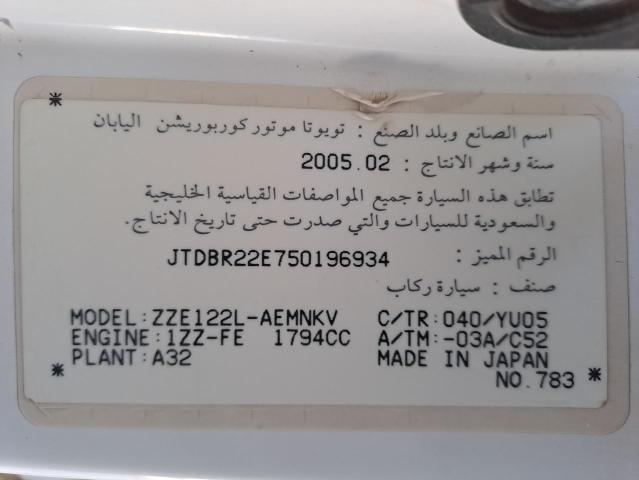 اسم الصانع وبلد الصنع : تويوتا موتور كوربوريشن اليابان
سنة وشهر الانتاج : 2005.02
تطابق هذه السيارة جميع المواصفات القياسية الخليجية
والسعودية للسيارات والتي صدرت حتى تاريخ الانتاج.
الرقم المميز : JTDBR22E750196934
صنف : سيارة ركاب
MODEL:ZZE122L-AEMNKV C/TR:040/YU05
ENGINE:1ZZ-FE 1794CC A/TM:-03A/C52
PLANT:A32 MADE IN JAPAN
NO.783